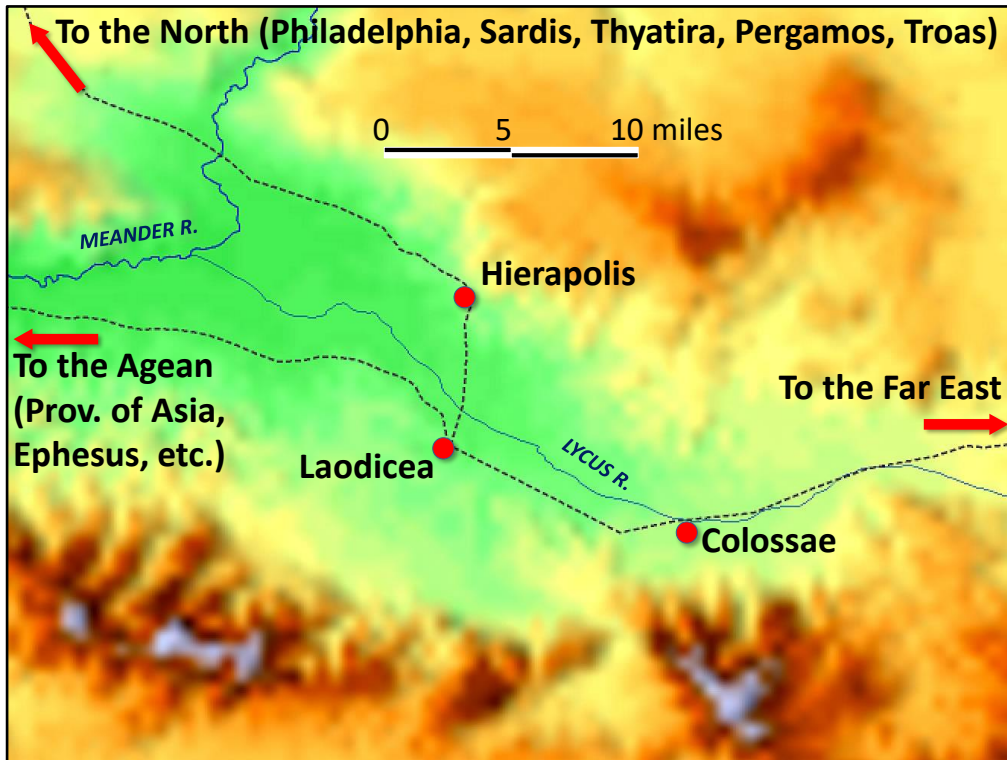 To the North (Philadelphia, Sardis, Thyatira, Pergamos, Troas)
0 5 10 miles
MEANDER R.
Hierapolis
To the Agean
(Prov. of Asia,
Ephesus, etc.)
To the Far East
Laodicea
LYCUS R.
Colossae